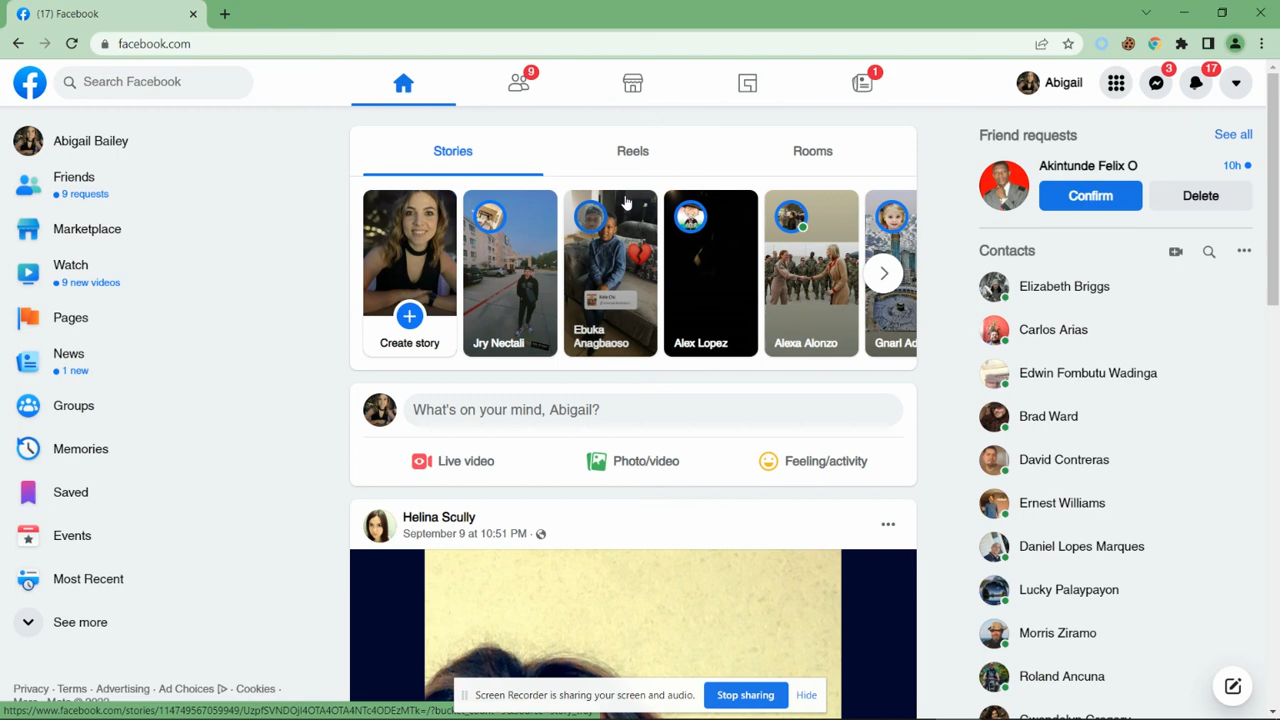 (17) Facebook
facebook.com
Search Facebook
9
1
Abigail
3
17
Abigail Bailey
Friends
9 requests
Marketplace
Watch
9 new videos
Pages
News
1 new
Groups
Memories
Saved
Events
Most Recent
See more
Privacy · Terms · Advertising · Ad Choices · Cookies ·
Stories
Reels
Rooms
Create story
Jry Nectali
Ebuka
Anagbaoso
Alex Lopez
Alexa Alonzo
Gnarl Ad
What's on your mind, Abigail?
Live video
Photo/video
Feeling/activity
Helina Scully
September 9 at 10:51 PM ·
Friend requests
See all
Akintunde Felix O
10h
Confirm
Delete
Contacts
Elizabeth Briggs
Carlos Arias
Edwin Fombutu Wadinga
Brad Ward
David Contreras
Ernest Williams
Daniel Lopes Marques
Lucky Palaypayon
Morris Ziramo
Roland Ancuna
Screen Recorder is sharing your screen and audio.
Stop sharing
Hide